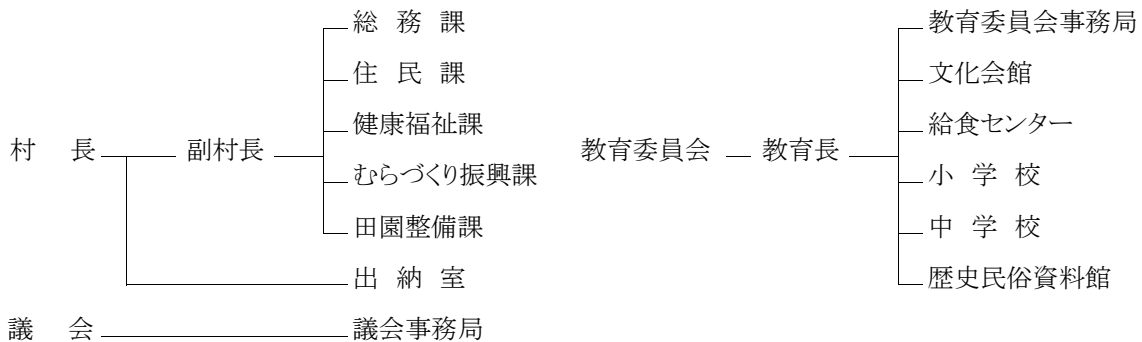 総 務 課
住 民 課
健康福祉課
村 長 副村長
むらづくり振興課
田園整備課
出 納 室
議 会 議会事務局
教育委員会事務局
文化会館
給食センター
教育委員会 教育長
小 学 校
中 学 校
歴史民俗資料館